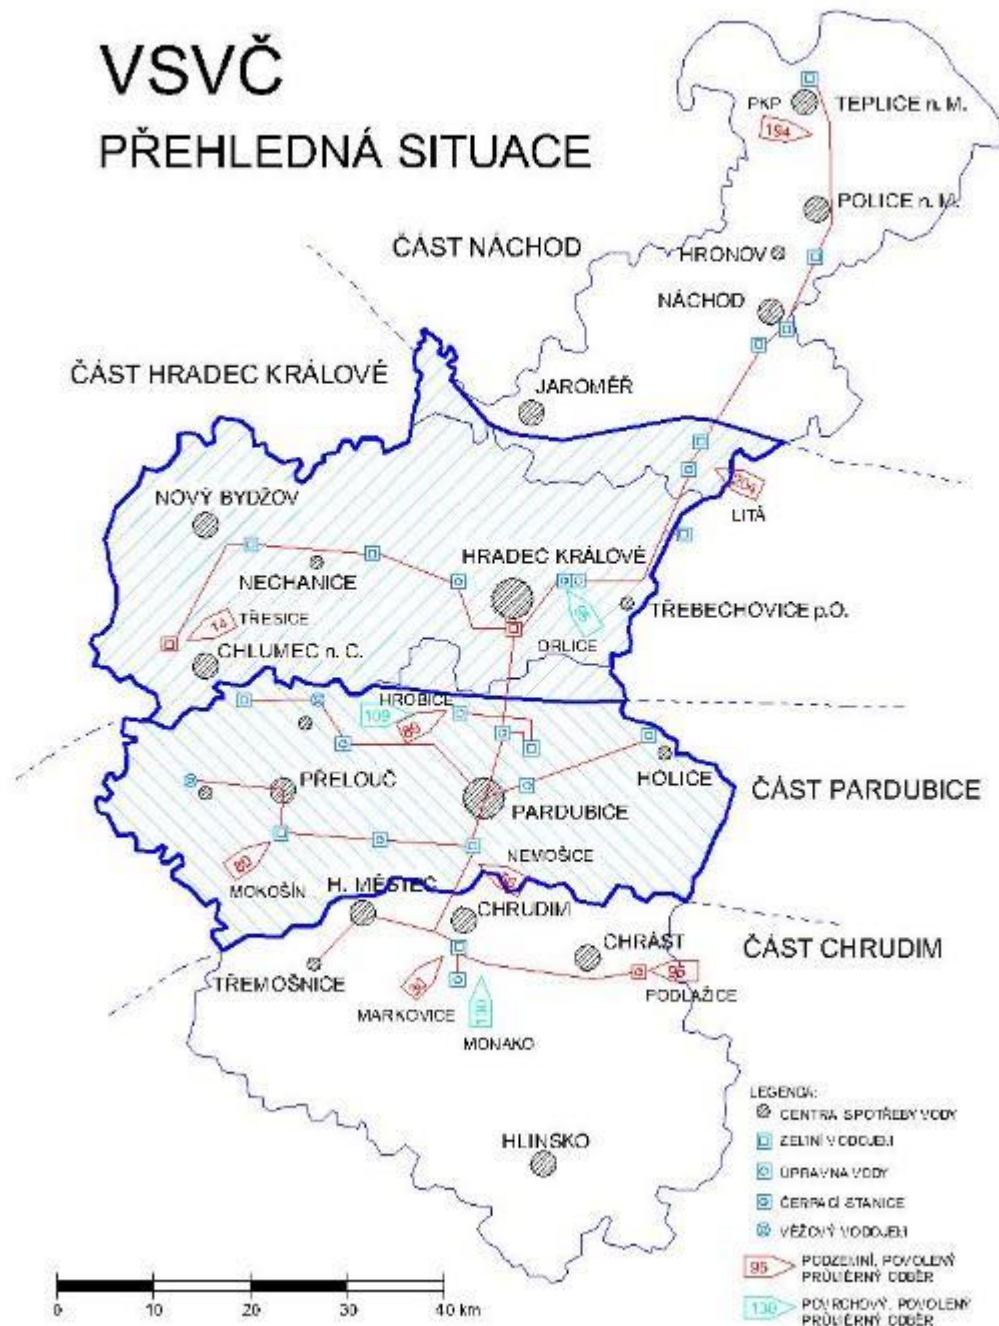 VSVČ
PŘEHLEDNÁ SITUACE
PKP
TEPLICE n. M.
194
POLICE n. M.
ČÁST NÁCHOD
HRONOV
NÁCHOD
ČÁST HRADEC KRÁLOVÉ
JAROMĚŘ
204
LITÁ
NOVÝ BYDŽOV
HRADEC KRÁLOVÉ
NECHANICE
TŘEBECHOVICE p.O.
14
TŘESICE
ORLICE
CHLUMEC n. C.
HROBICE
109
80
HOLICE
PŘELOUČ
ČÁST PARDUBICE
PARDUBICE
80
NEMOŠICE
MOKOŠÍN
H. MĚSTEC
CHRUDIM
CHRÁST
ČÁST CHRUDIM
95
TŘEMOŠNICE
PODLAŽICE
MARKOVICE
130
MONAKO
HLINSKO
LEGENDA:
CENTRA SPOTŘEBY VODY
ZEMNÍ VODOJEM
ÚPRAVNA VODY
ČERPACÍ STANICE
VĚŽOVÝ VODOJEM
95
PODZEMNÍ, POVOLENÝ
PRŮMĚRNÝ ODBĚR
130
POVRCHOVÝ, POVOLENÝ
PRŮMĚRNÝ ODBĚR
0 10 20 30 40 km